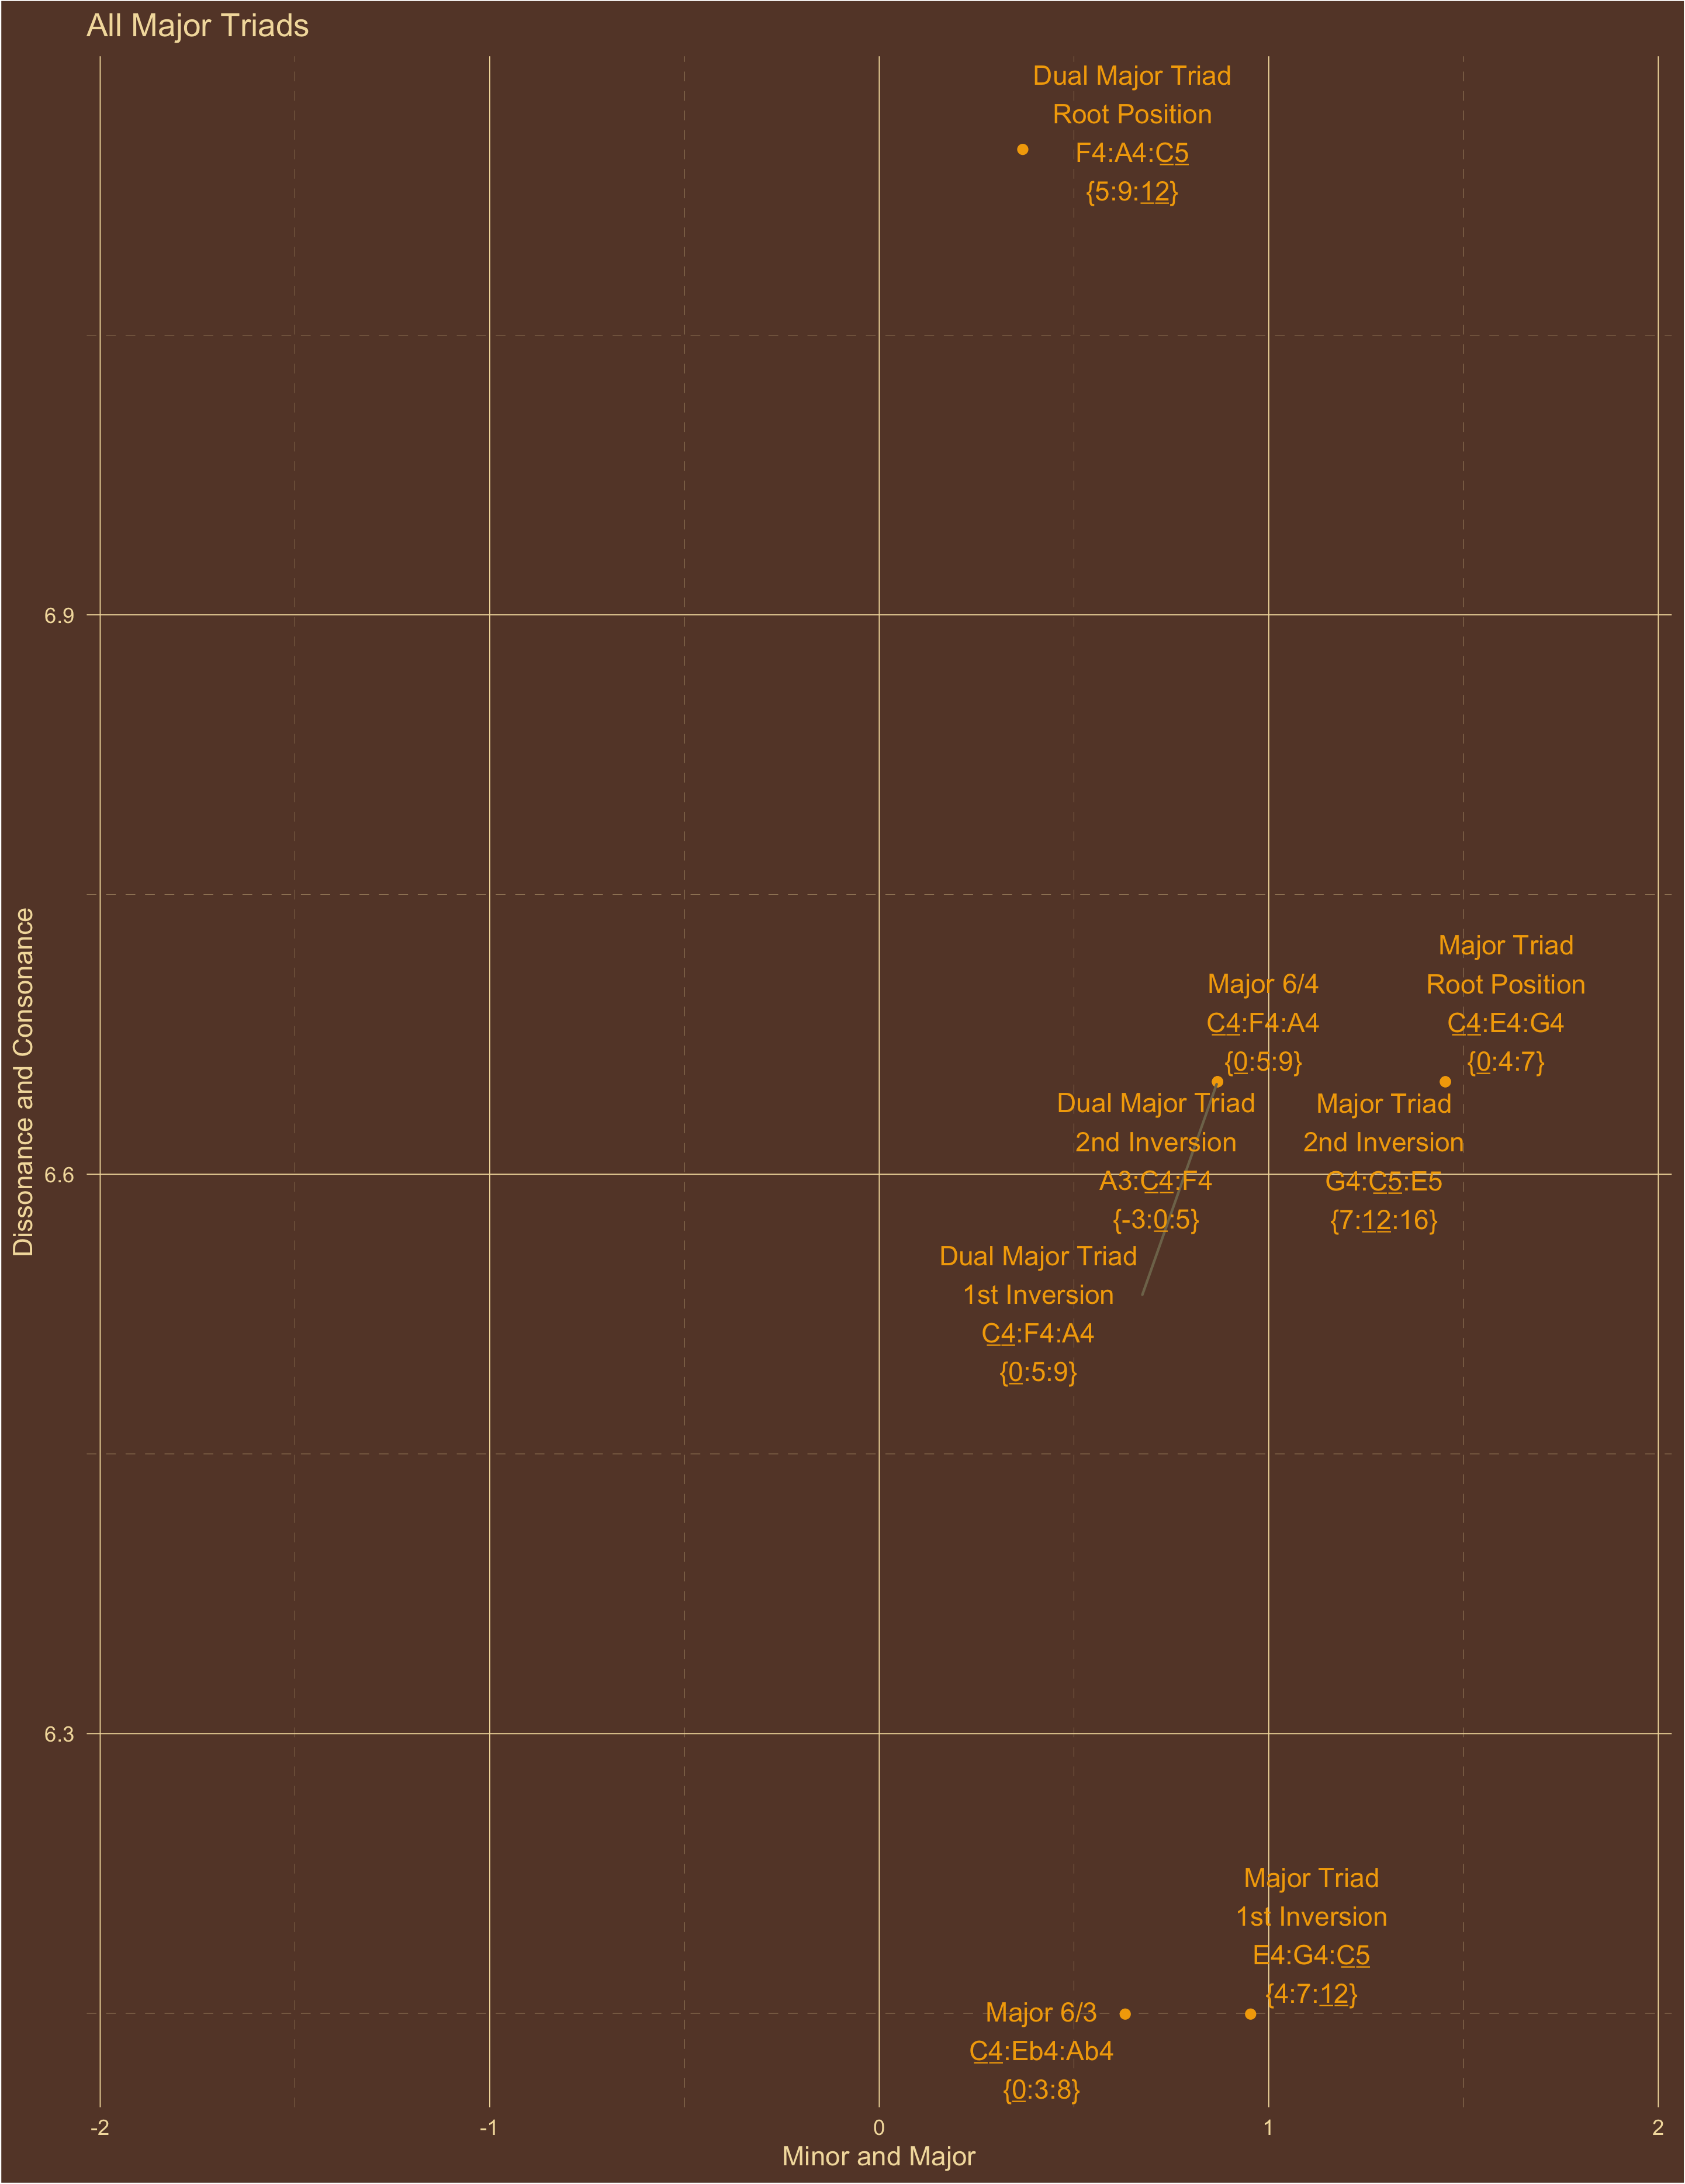 All Major Triads
Dual Major Triad
Root Position
F4:A4:C5
{5:9:12}
6.9
Major Triad
Root Position
C4:E4:G4
{0:4:7}
Major 6/4
C4:F4:A4
{0:5:9}
Dual Major Triad
2nd Inversion
A3:C4:F4
{-3:0:5}
Major Triad
2nd Inversion
G4:C5:E5
{7:12:16}
6.6
Dual Major Triad
1st Inversion
C4:F4:A4
{0:5:9}
Dissonance and Consonance
6.3
Major Triad
1st Inversion
E4:G4:C5
{4:7:12}
Major 6/3
C4:Eb4:Ab4
{0:3:8}
-2
-1
0
1
2
Minor and Major